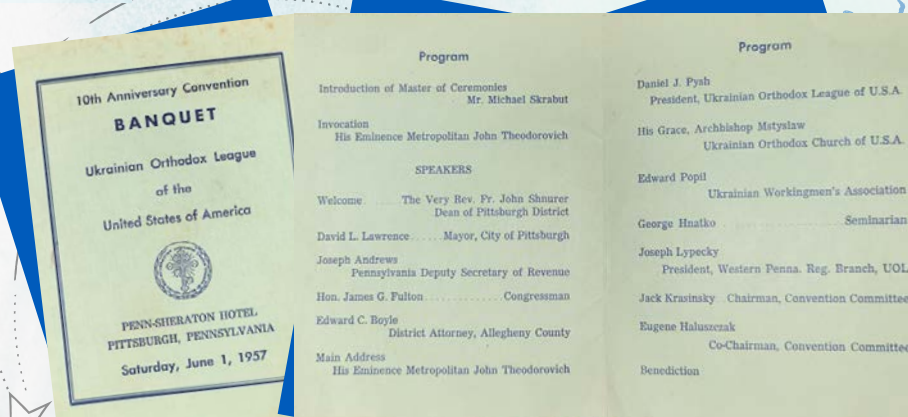 10th Anniversary Convention
BANQUET
Ukrainian Orthodox League
of the
United States of America
PENN-SHERATON HOTEL
PITTSBURGH, PENNSYLVANIA
Saturday, June 1, 1957
Program
Introduction of Master of Ceremonies
Mr. Michael Skrabut
Invocation
His Eminence Metropolitan John Theodorovich
SPEAKERS
Welcome ...... The Very Rev. Fr. John Shnurer
Dean of Pittsburgh District
David L. Lawrence ...... Mayor, City of Pittsburgh
Joseph Andrews
Pennsylvania Deputy Secretary of Revenue
Hon. James G. Fulton ............. Congressman
Edward C. Boyle
District Attorney, Allegheny County
Main Address
His Eminence Metropolitan John Theodorovich
Program
Daniel J. Pysh
President, Ukrainian Orthodox League of U.S.A.
His Grace, Archbishop Mstyslaw
Ukrainian Orthodox Church of U.S.A.
Edward Popil
Ukrainian Workingmen's Association
George Hnatko .................. Seminarian
Joseph Lypecky
President, Western Penna. Reg. Branch, UOL
Jack Krasinsky .. Chairman, Convention Committee
Eugene Haluszczak
Co-Chairman, Convention Committee
Benediction